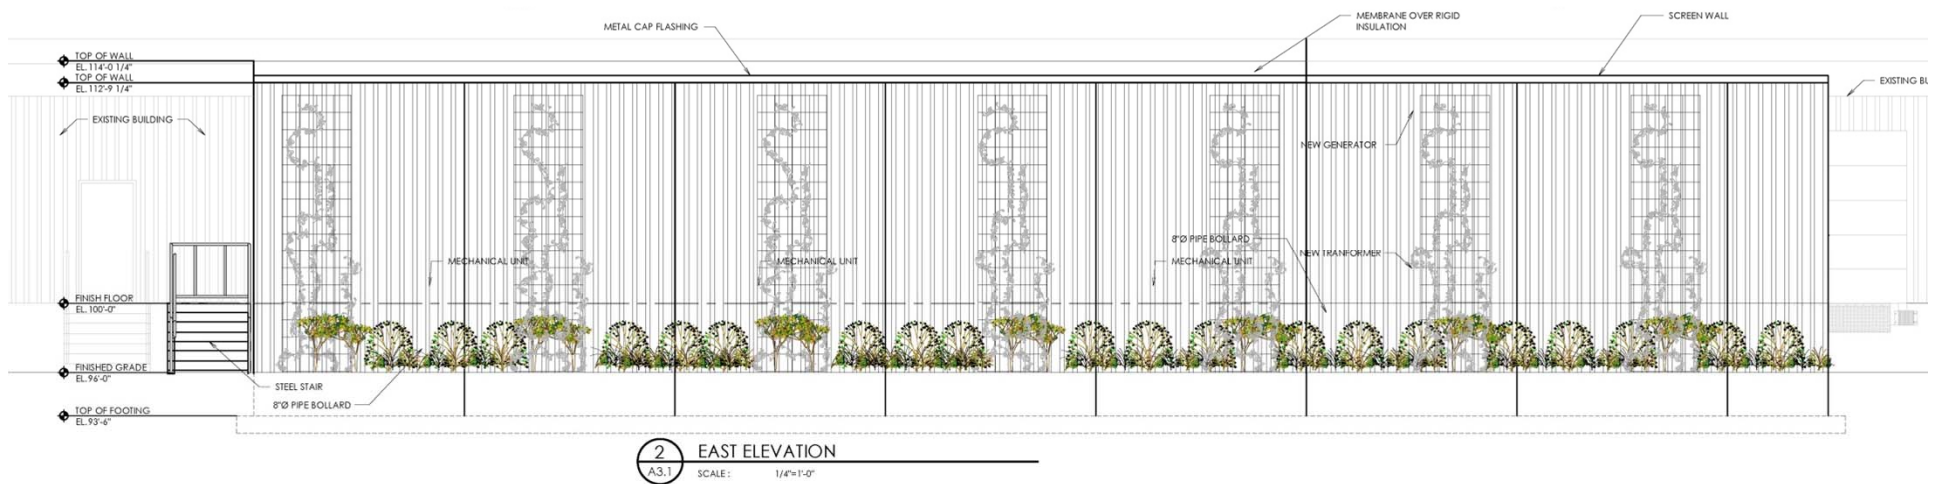 METAL CAP FLASHING
MEMBRANE OVER RIGID
INSULATION
SCREEN WALL
TOP OF WALL
EL. 114'-0 1/4"
TOP OF WALL
EL. 112'-9 1/4"
EXISTING BU
EXISTING BUILDING
NEW GENERATOR
8"Ø PIPE BOLLARD
NEW TRANFORMER
MECHANICAL UNIT
MECHANICAL UNIT
MECHANICAL UNIT
FINISH FLOOR
EL. 100'-0"
FINISHED GRADE
EL. 96'-0"
STEEL STAIR
8"Ø PIPE BOLLARD
TOP OF FOOTING
EL. 93'-6"
2
A3.1
EAST ELEVATION
SCALE : 1/4"=1'-0"